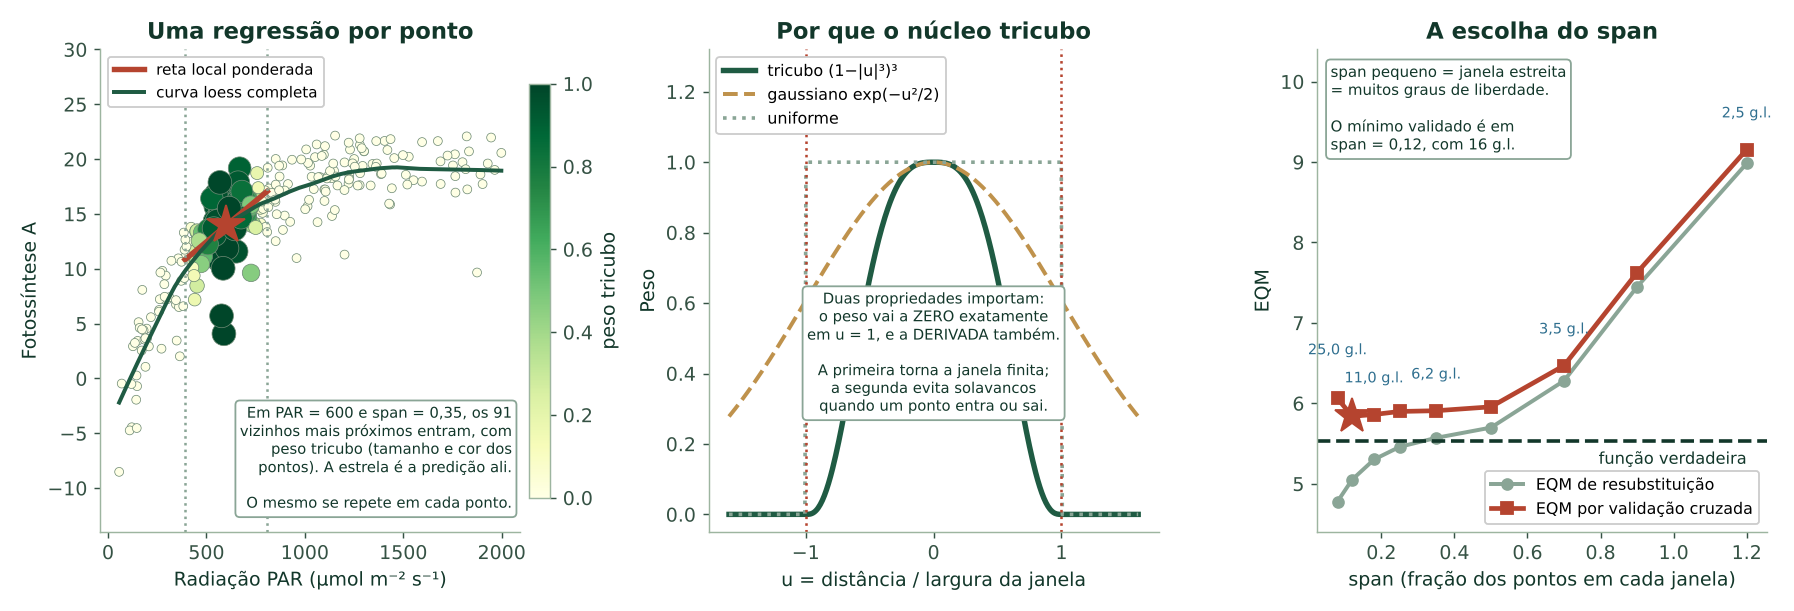 Uma regressão por ponto
30
25
20
15
10
5
0
−5
−10
Fotossíntese A
reta local ponderada
curva loess completa
Em PAR = 600 e span = 0,35, os 91
vizinhos mais próximos entram, com
peso tricubo (tamanho e cor dos
pontos). A estrela é a predição ali.
O mesmo se repete em cada ponto.
0
500
1000
1500
2000
Radiação PAR (μmol m⁻² s⁻¹)
1.0
0.8
0.6
0.4
0.2
0.0
peso tricubo
Por que o núcleo tricubo
1.2
1.0
0.8
0.6
0.4
0.2
0.0
Peso
tricubo (1−|u|³)³
gaussiano exp(−u²/2)
uniforme
Duas propriedades importam:
o peso vai a ZERO exatamente
em u = 1, e a DERIVADA também.
A primeira torna a janela finita;
a segunda evita solavancos
quando um ponto entra ou sai.
−1
0
1
u = distância / largura da janela
A escolha do span
10
9
8
7
6
5
EQM
span pequeno = janela estreita
= muitos graus de liberdade.
O mínimo validado é em
span = 0,12, com 16 g.l.
2,5 g.l.
3,5 g.l.
25,0 g.l.
11,0 g.l.
6,2 g.l.
função verdadeira
EQM de resubstituição
EQM por validação cruzada
0.2
0.4
0.6
0.8
1.0
1.2
span (fração dos pontos em cada janela)